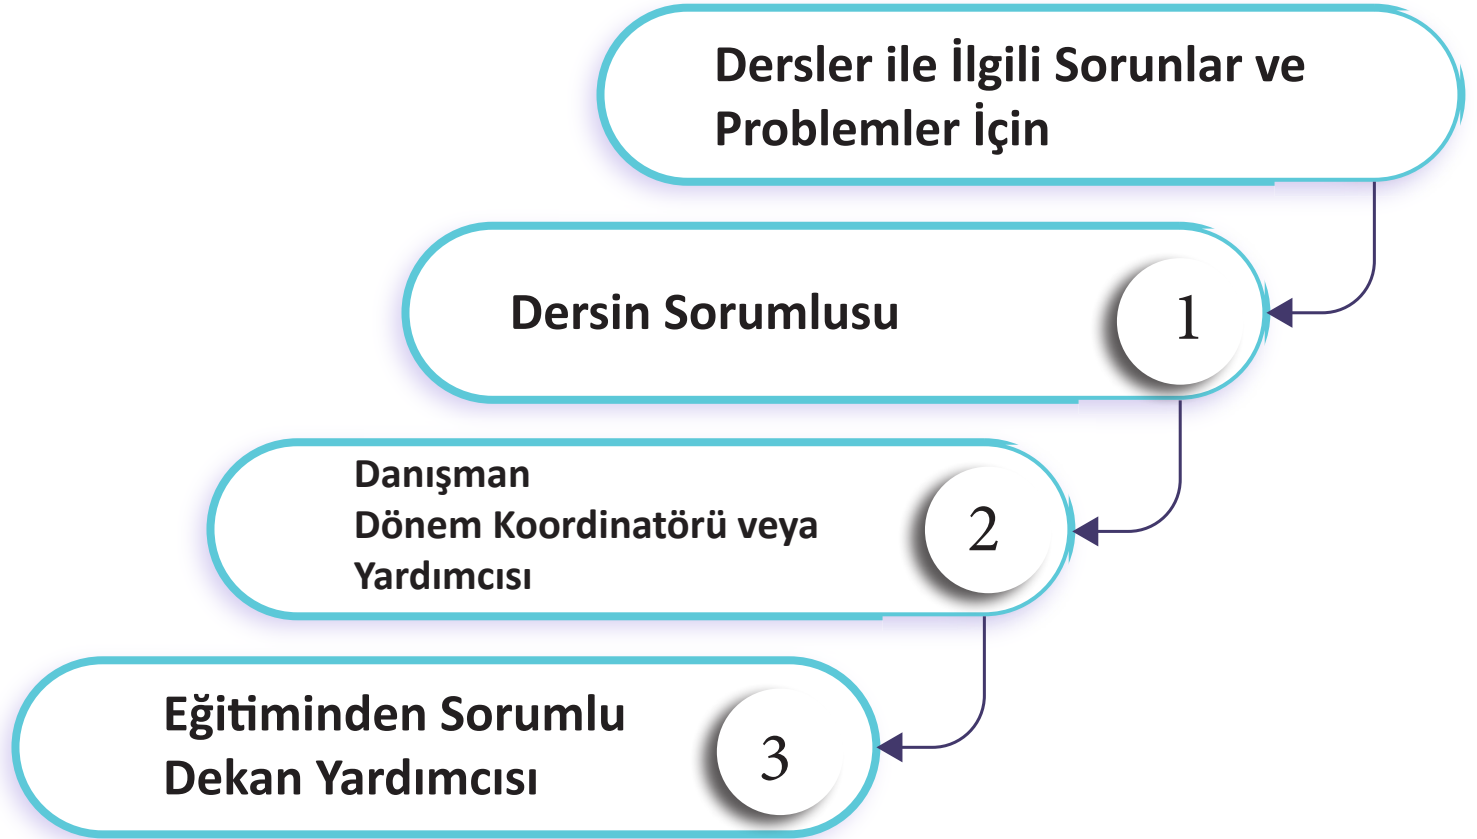 Dersler ile İlgili Sorunlar ve
Problemler İçin
Dersin Sorumlusu
1
Danışman
Dönem Koordinatörü veya
Yardımcısı
2
Eğitiminden Sorumlu
Dekan Yardımcısı
3